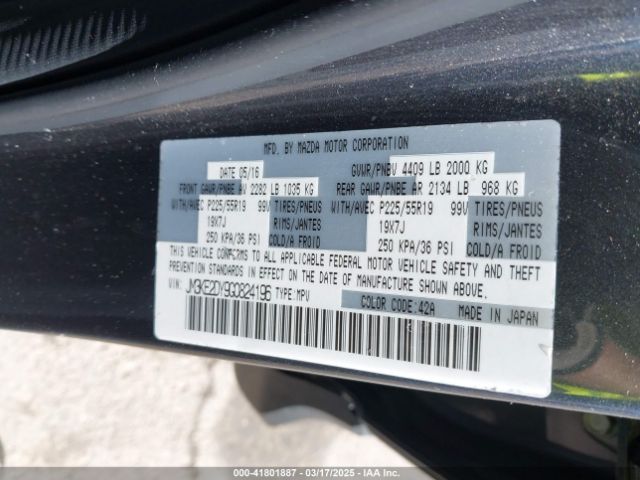 MFD. BY MAZDA MOTOR CORPORATION
DATE 05/16 GVWR/PNBV 4409 LB 2000 KG
FRONT GAWR/PNBE AV 2282 LB 1035 KG REAR GAWR/PNBE AR 2134 LB 968 KG
WITH/AVEC P225/55R19 99V TIRES/PNEUS WITH/AVEC P225/55R19 99V TIRES/PNEUS
19X7J RIMS/JANTES 19X7J RIMS/JANTES
250 KPA/36 PSI COLD/A FROID 250 KPA/36 PSI COLD/A FROID
THIS VEHICLE CONFORMS TO ALL APPLICABLE FEDERAL MOTOR VEHICLE SAFETY AND THEFT
PREVENTION STANDARDS IN EFFECT ON THE DATE OF MANUFACTURE SHOWN ABOVE.
VIN: JM3KE2DY9G0824196 TYPE:MPV
COLOR CODE:42A MADE IN JAPAN
000-41801887 | 03/17/2025 | IAA Inc.